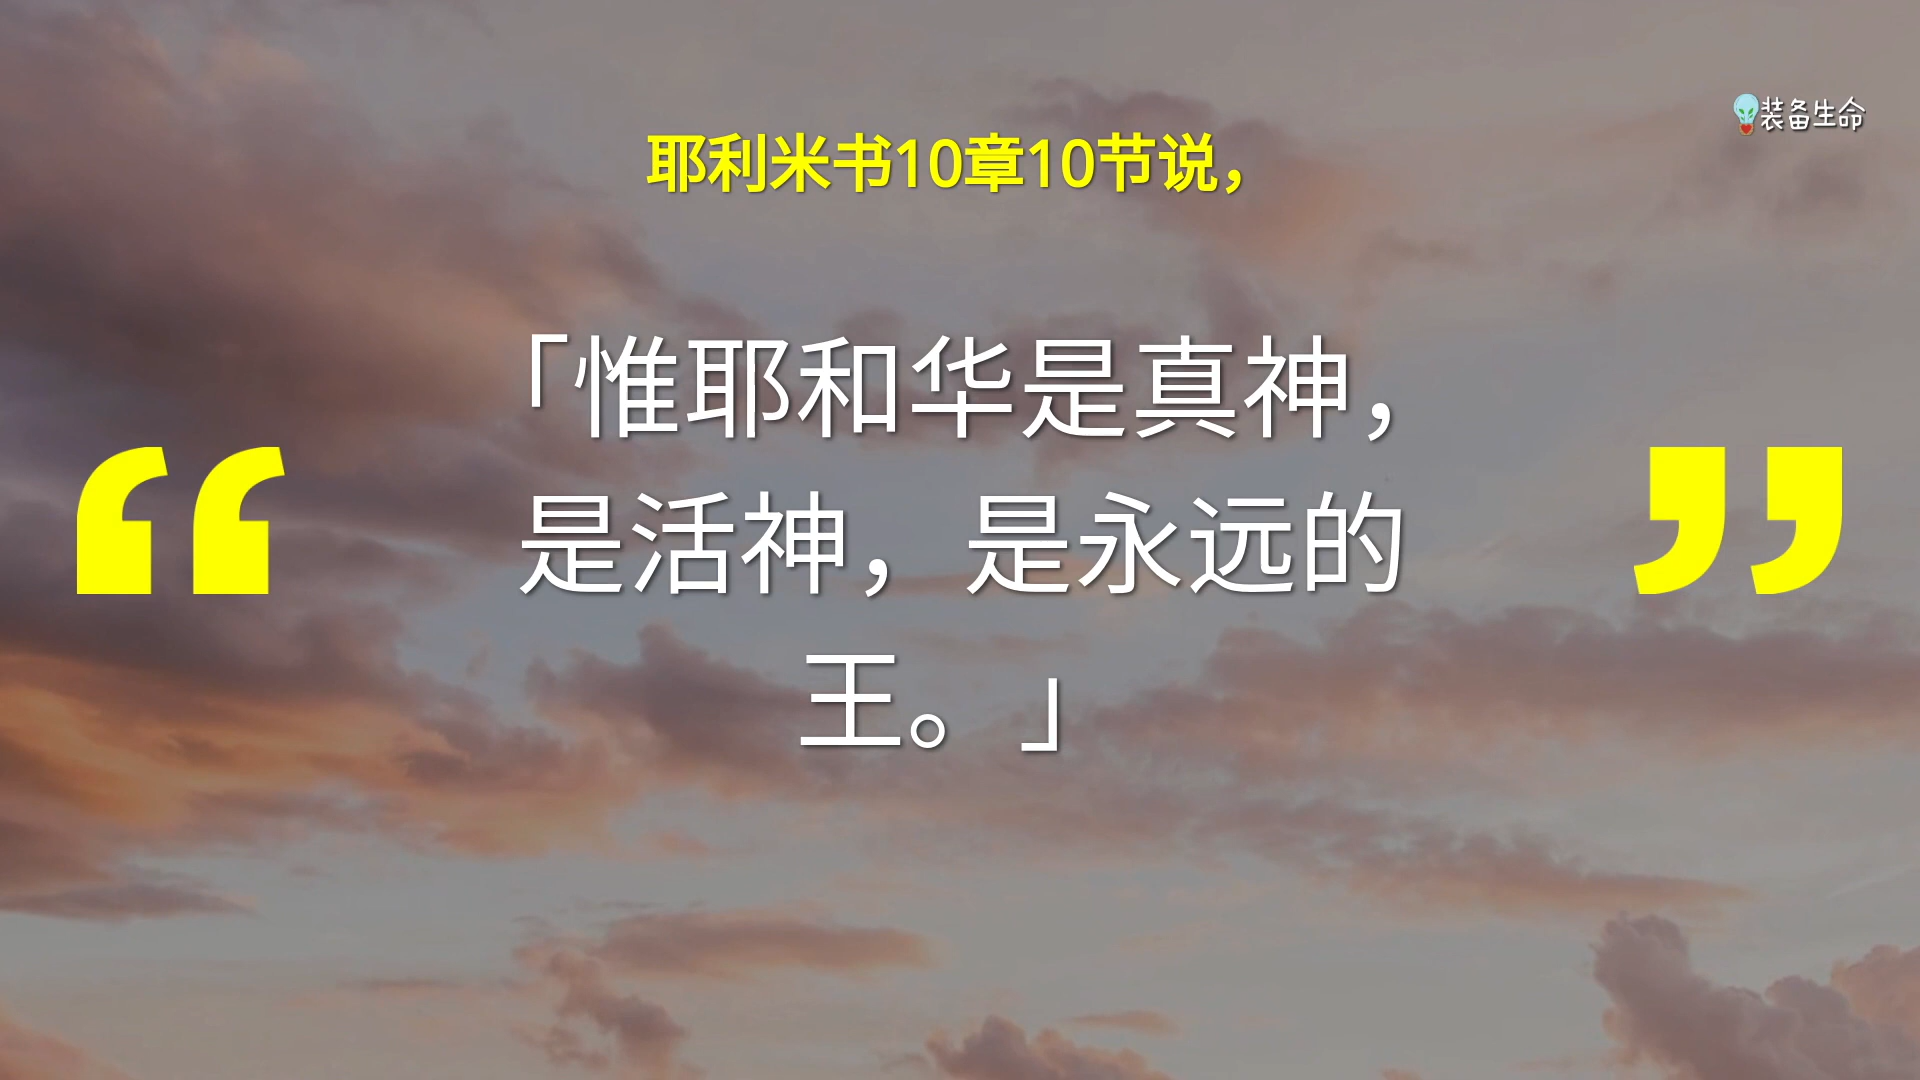 装备生命
耶利米书10章10节说，
「惟耶和华是真神，
是活神，是永远的
王。」